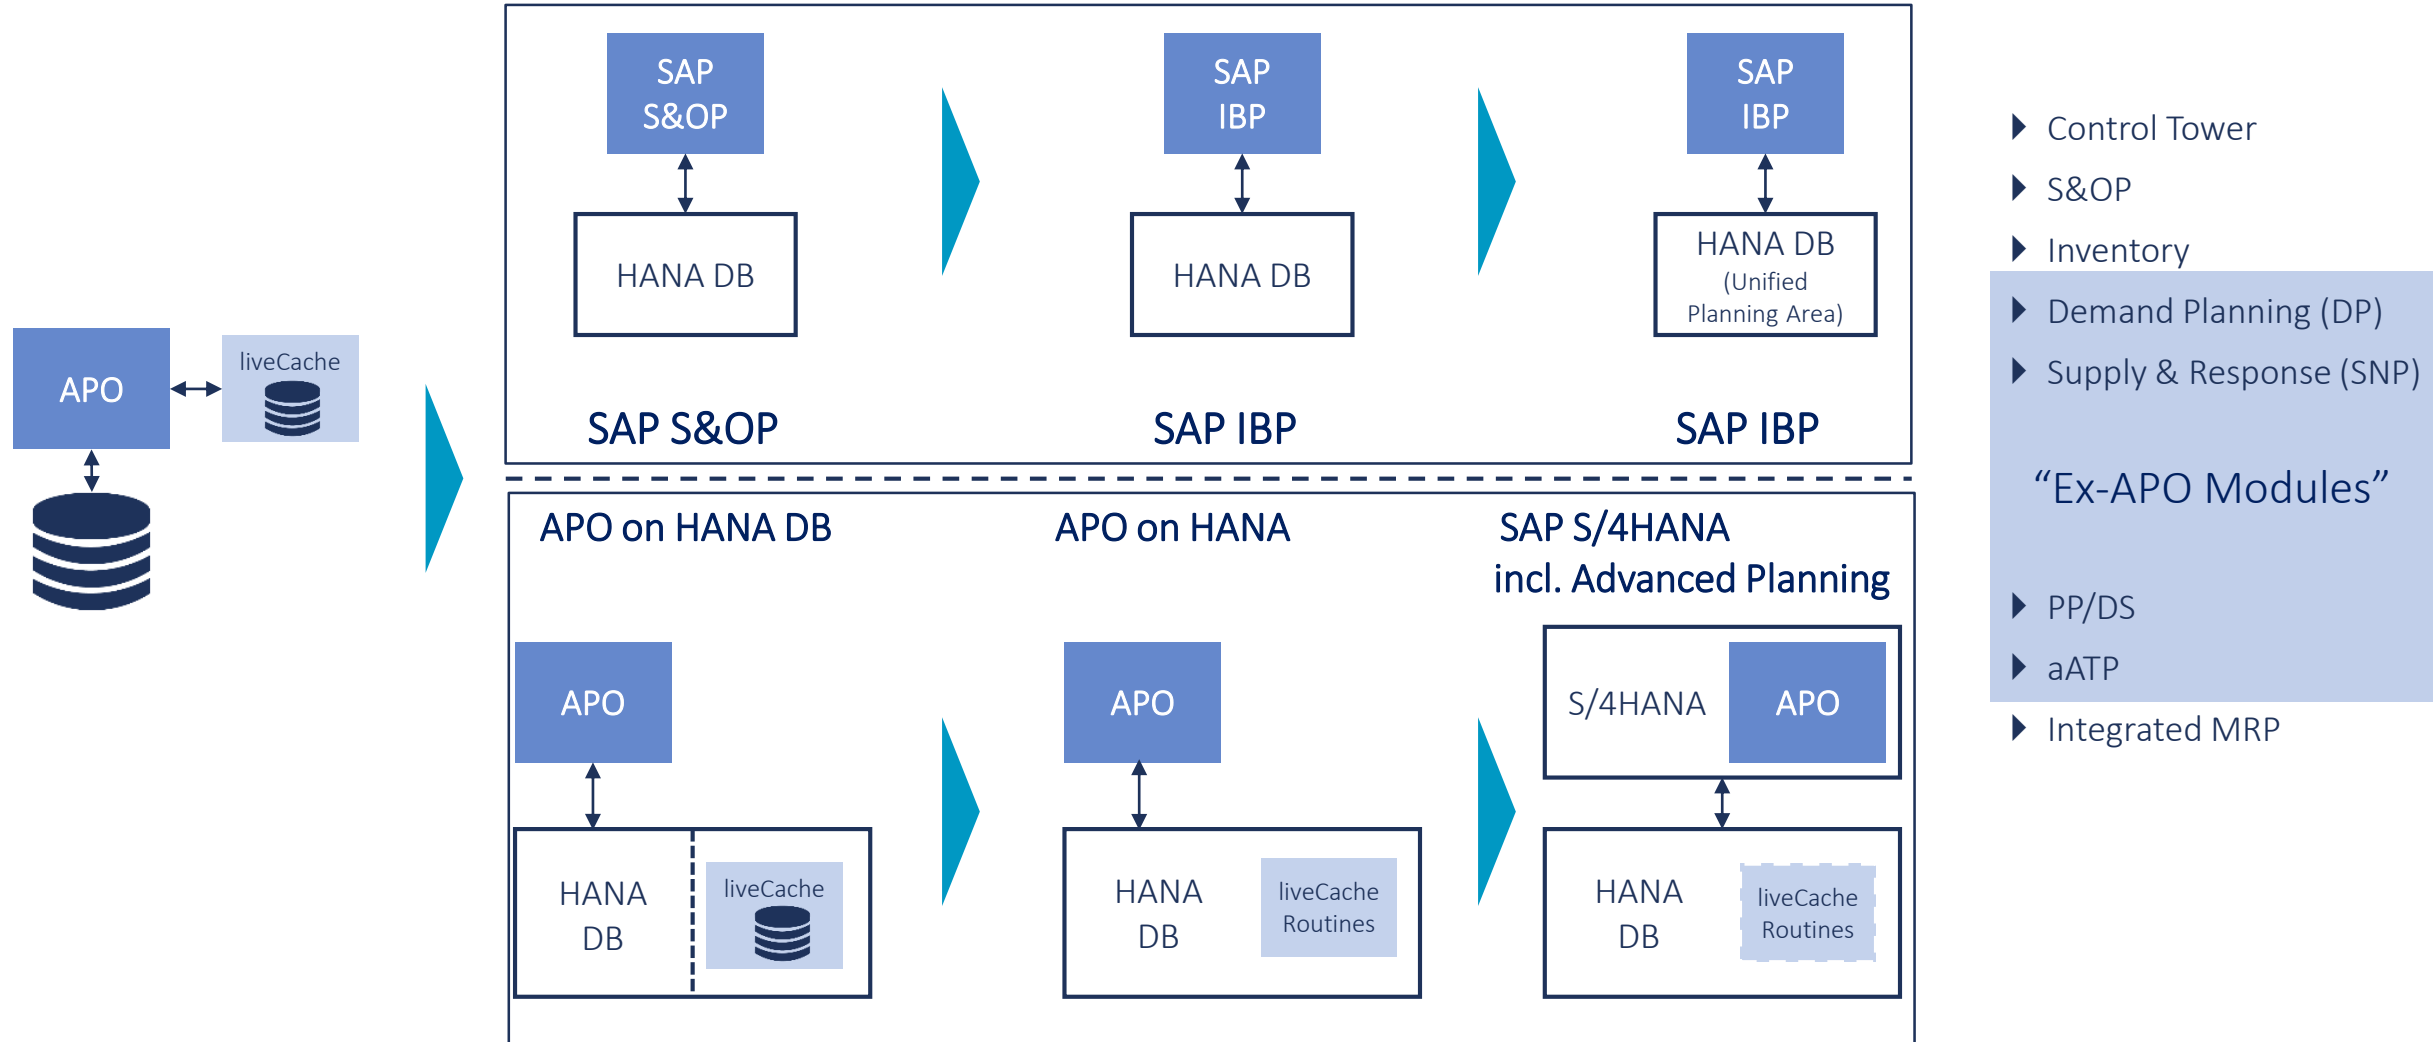 APO
liveCache
SAP
S&OP
HANA DB
SAP S&OP
SAP
IBP
HANA DB
SAP IBP
SAP
IBP
HANA DB
(Unified
Planning Area)
SAP IBP
APO on HANA DB
APO
HANA
DB
liveCache
APO on HANA
APO
HANA
DB
liveCache
Routines
SAP S/4HANA
incl. Advanced Planning
S/4HANA
APO
HANA
DB
liveCache
Routines
Control Tower
S&OP
Inventory
Demand Planning (DP)
Supply & Response (SNP)
“Ex-APO Modules”
PP/DS
aATP
Integrated MRP